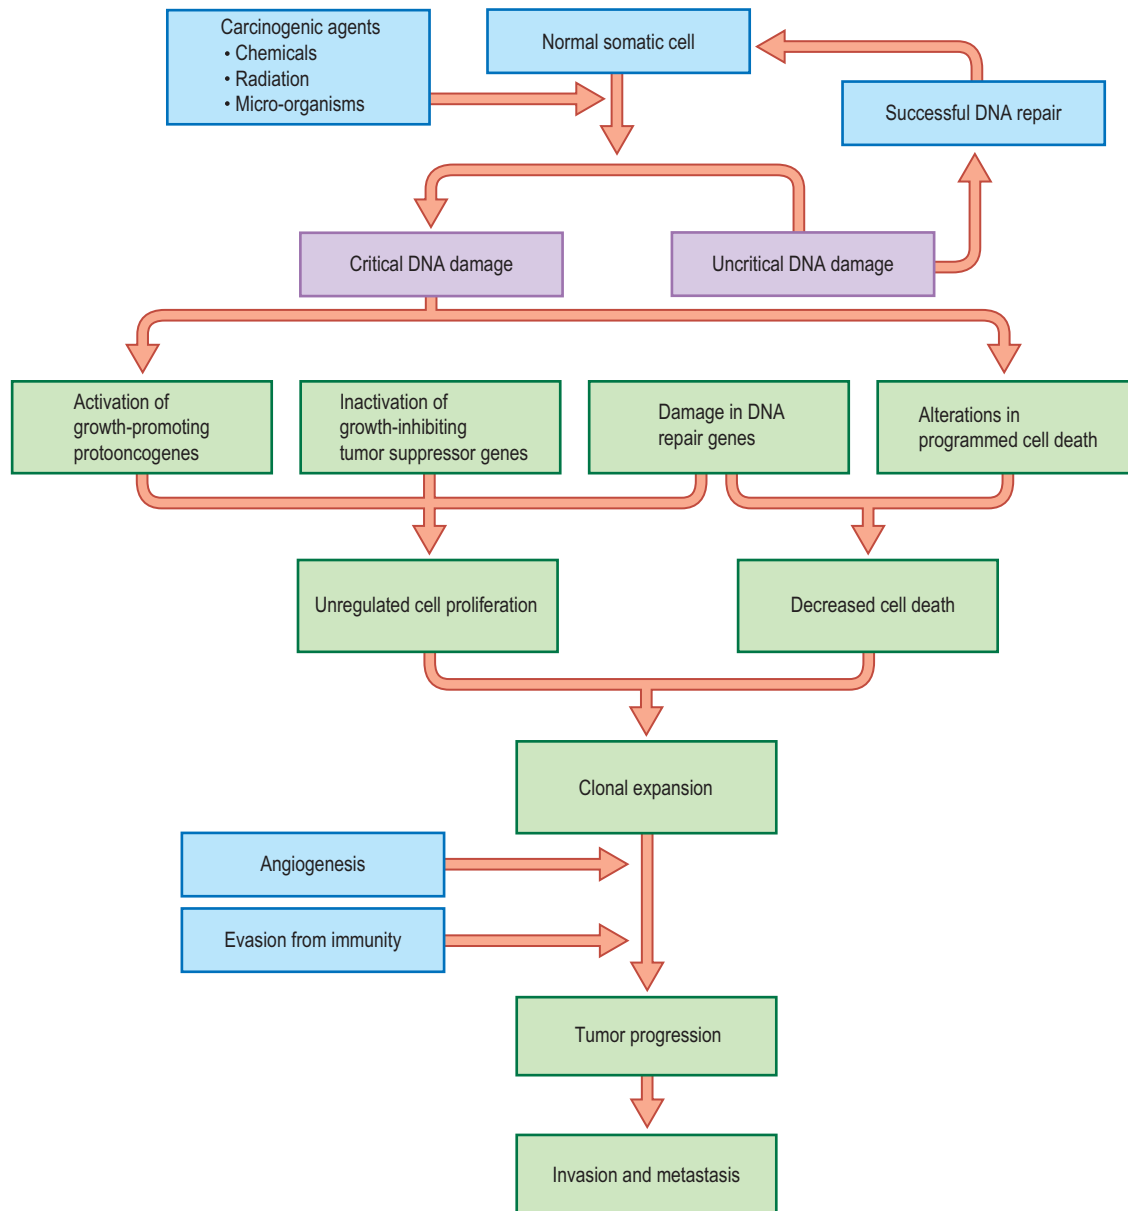 Carcinogenic agents
• Chemicals
• Radiation
• Micro-organisms
Normal somatic cell
Successful DNA repair
Critical DNA damage
Uncritical DNA damage
Activation of
growth-promoting
protooncogenes
Inactivation of
growth-inhibiting
tumor suppressor genes
Damage in DNA
repair genes
Alterations in
programmed cell death
Unregulated cell proliferation
Decreased cell death
Clonal expansion
Angiogenesis
Evasion from immunity
Tumor progression
Invasion and metastasis